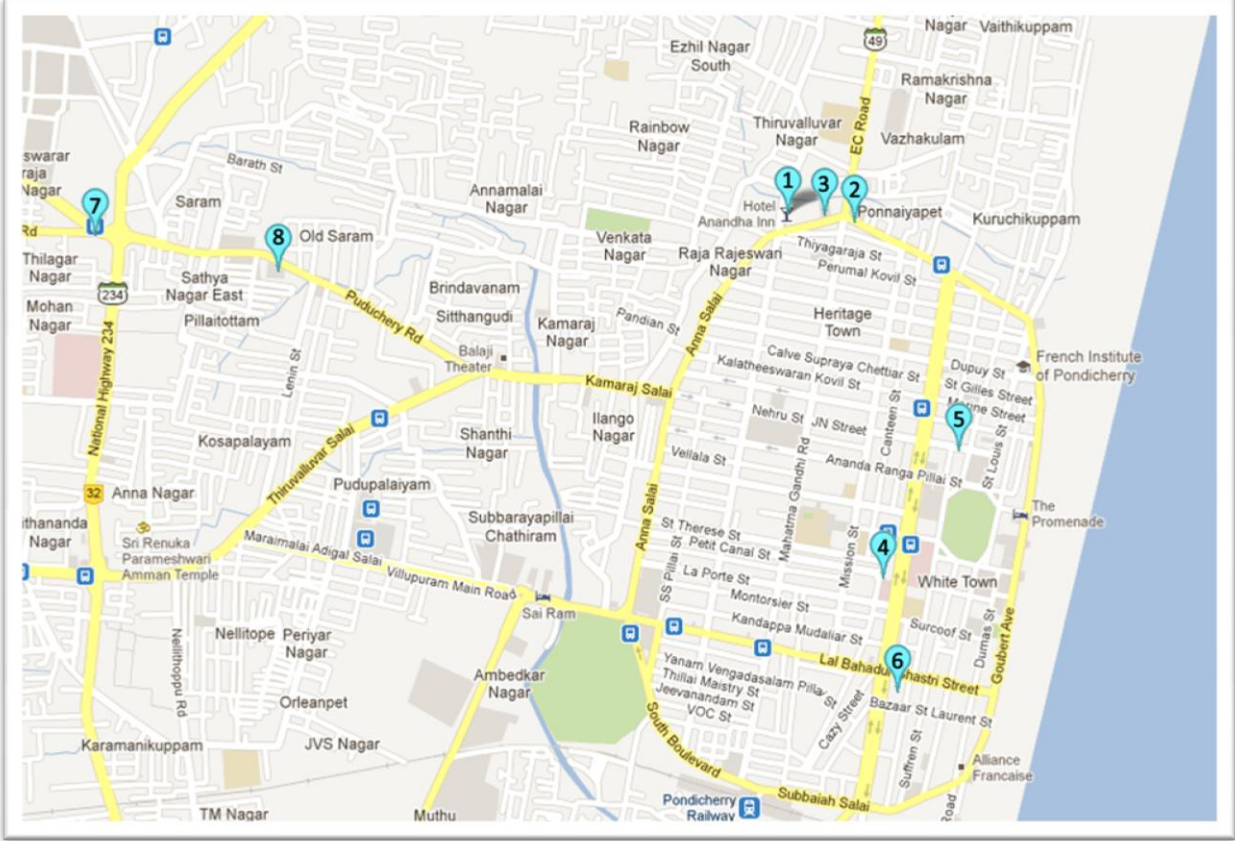 Nagar
Vaithikuppam
49
Ezhil Nagar
South
Ramakrishna
Nagar
EC Road
Thiruvalluvar
Nagar
Rainbow
Nagar
Vazhakulam
swarar
raja
Nagar
Barath St
1
3
2
7
Saram
Annamalai
Nagar
Hotel
Anandha Inn
Ponnaiyapet
Kuruchikuppam
Rd
8
Old Saram
Venkata
Nagar
Raja Rajeswari
Nagar
Thiyagaraja St
Perumal Kovil St
Thilagar
Nagar
234
Sathya
Nagar East
Brindavanam
Mohan
Nagar
Pillaitottam
Puduchery Rd
Sitthangudi
Kamaraj
Nagar
Pandian St
Anna Salai
Heritage
Town
National Highway 234
Lenin St
Balaji
Theater
Calve Supraya Chettiar St
Kalatheeswaran Kovil St
Dupuy St
St Gilles Street
Marine Street
French Institute
of Pondicherry
Kamaraj Salai
Canteen St
Nehru St
JN Street
5
Ilango
Nagar
Kosapalayam
Shanthi
Nagar
Thiruvalluvar Salai
Vellala St
Mahatma Gandhi Rd
Ananda Ranga Pillai St
St Louis St
32
Anna Nagar
Pudupalaiyam
Anna Salai
Subbarayapillai
Chathiram
ithananda
Nagar
Sri Renuka
Parameshwari
Amman Temple
St Therese St
Petit Canal St
The
Promenade
Mission St
4
Maraimalai Adigal Salai
Villupuram Main Road
SS Pillai St
La Porte St
White Town
Sai Ram
Montorsier St
Kandappa Mudaliar St
Surcoof St
Dumas St
Goubert Ave
Nellitope
Periyar
Nagar
Nellithoppu Rd
6
Lal Bahadur Shastri Street
Ambedkar
Nagar
Yanam Vengadasalam Pillay St
Thillai Maistry St
Jeevanandam St
VOC St
Cazy Street
Bazaar St Laurent St
Orleanpet
South Boulevard
Suffren St
Karamanikuppam
JVS Nagar
Alliance
Francaise
Subbaiah Salai
Road
Pondicherry
Railway
TM Nagar
Muthu